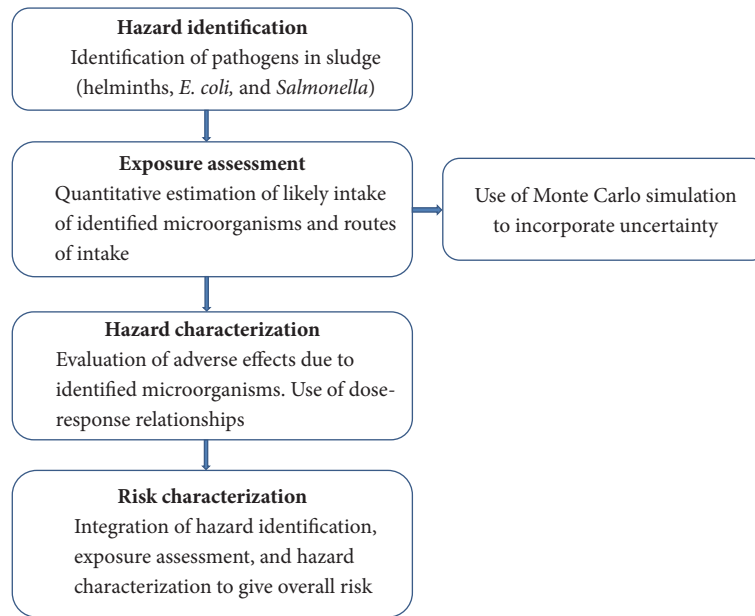 Hazard identification
Identification of pathogens in sludge
(helminths, E. coli, and Salmonella)
Exposure assessment
Quantitative estimation of likely intake
of identified microorganisms and routes
of intake
Use of Monte Carlo simulation
to incorporate uncertainty
Hazard characterization
Evaluation of adverse effects due to
identified microorganisms. Use of dose-
response relationships
Risk characterization
Integration of hazard identification,
exposure assessment, and hazard
characterization to give overall risk